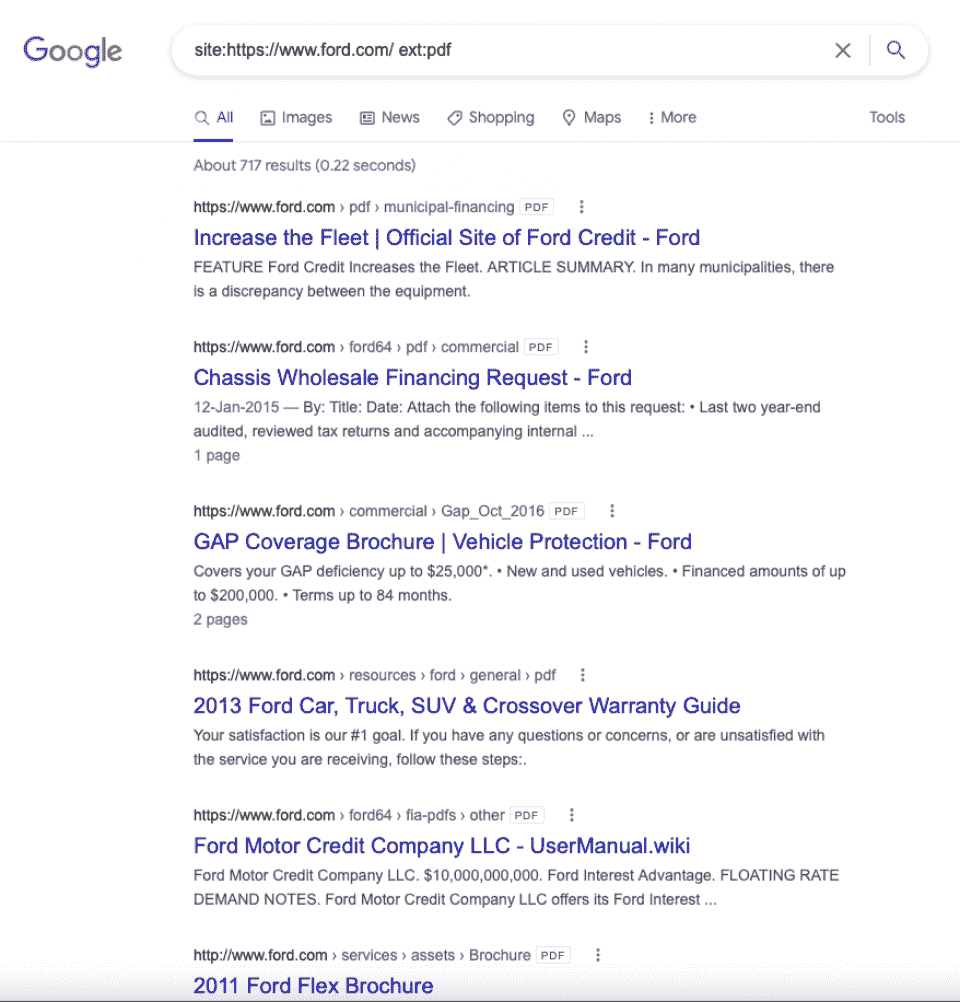 Google
site:https://www.ford.com/ ext:pdf
All Images News Shopping Maps More Tools
About 717 results (0.22 seconds)
https://www.ford.com › pdf › municipal-financing PDF
Increase the Fleet | Official Site of Ford Credit - Ford
FEATURE Ford Credit Increases the Fleet. ARTICLE SUMMARY. In many municipalities, there
is a discrepancy between the equipment.
https://www.ford.com › ford64 › pdf › commercial PDF
Chassis Wholesale Financing Request - Ford
12-Jan-2015 — By: Title: Date: Attach the following items to this request: • Last two year-end
audited, reviewed tax returns and accompanying internal ...
1 page
https://www.ford.com › commercial › Gap_Oct_2016 PDF
GAP Coverage Brochure | Vehicle Protection - Ford
Covers your GAP deficiency up to $25,000*. • New and used vehicles. • Financed amounts of up
to $200,000. • Terms up to 84 months.
2 pages
https://www.ford.com › resources › ford › general › pdf
2013 Ford Car, Truck, SUV & Crossover Warranty Guide
Your satisfaction is our #1 goal. If you have any questions or concerns, or are unsatisfied with
the service you are receiving, follow these steps:.
https://www.ford.com › ford64 › fia-pdfs › other PDF
Ford Motor Credit Company LLC - UserManual.wiki
Ford Motor Credit Company LLC. $10,000,000,000. Ford Interest Advantage. FLOATING RATE
DEMAND NOTES. Ford Motor Credit Company LLC offers its Ford Interest ...
http://www.ford.com › services › assets › Brochure PDF
2011 Ford Flex Brochure